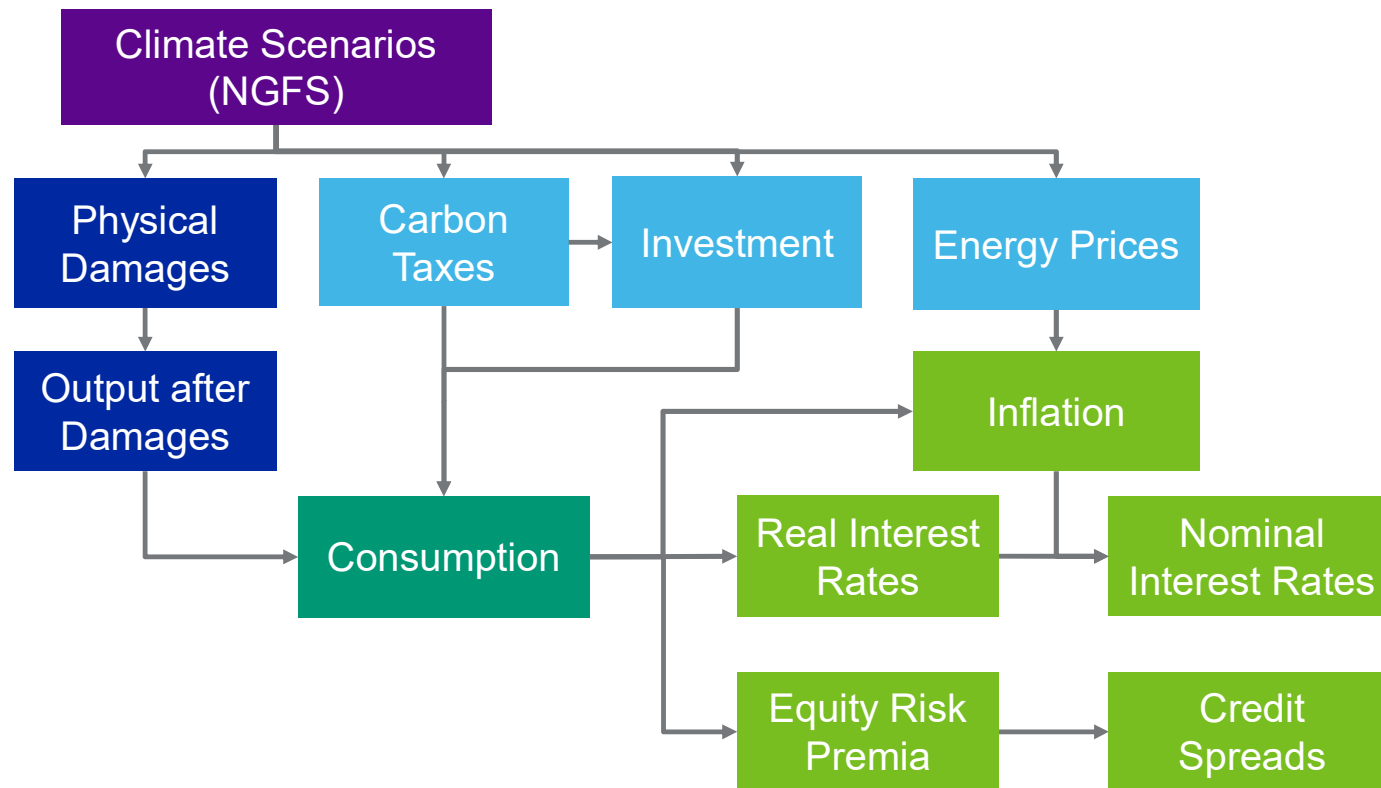 Climate Scenarios
(NGFS)
Physical
Damages
Carbon
Taxes
Investment
Energy Prices
Output after
Damages
Inflation
Consumption
Real Interest
Rates
Nominal
Interest Rates
Equity Risk
Premia
Credit
Spreads